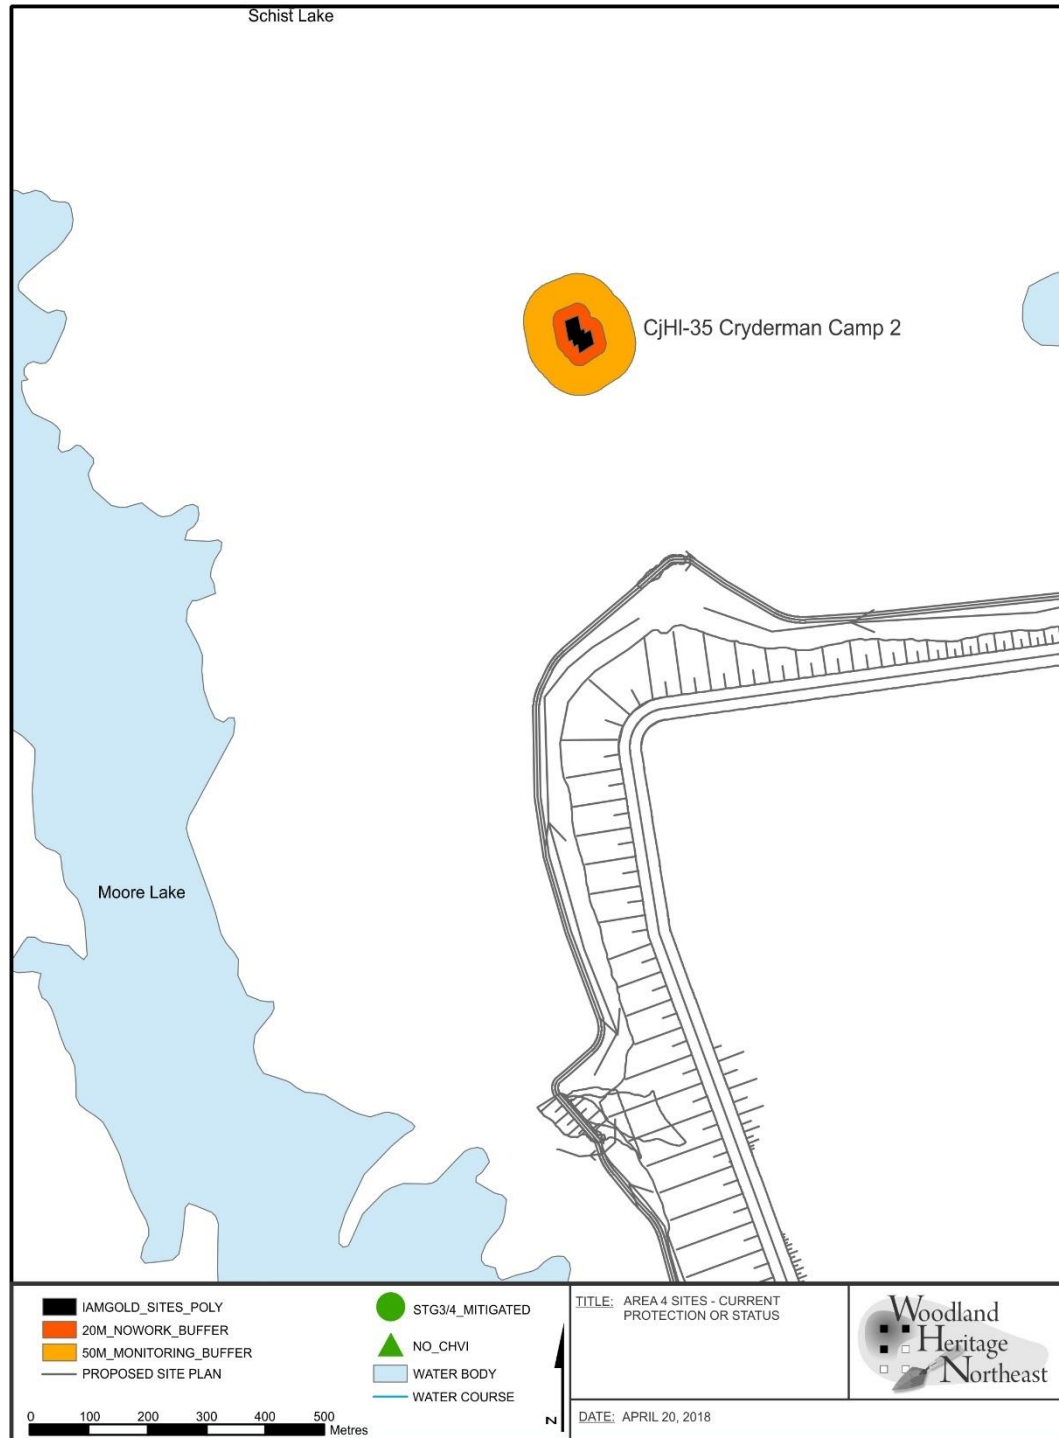 Schist Lake
CjHl-35 Cryderman Camp 2
Moore Lake
IAMGOLD_SITES_POLY
20M_NOWORK_BUFFER
50M_MONITORING_BUFFER
PROPOSED SITE PLAN
0 100 200 300 400 500
Metres
STG3/4_MITIGATED
NO_CHVI
WATER BODY
WATER COURSE
N
TITLE: AREA 4 SITES - CURRENT
PROTECTION OR STATUS
DATE: APRIL 20, 2018
Woodland
Heritage
Northeast